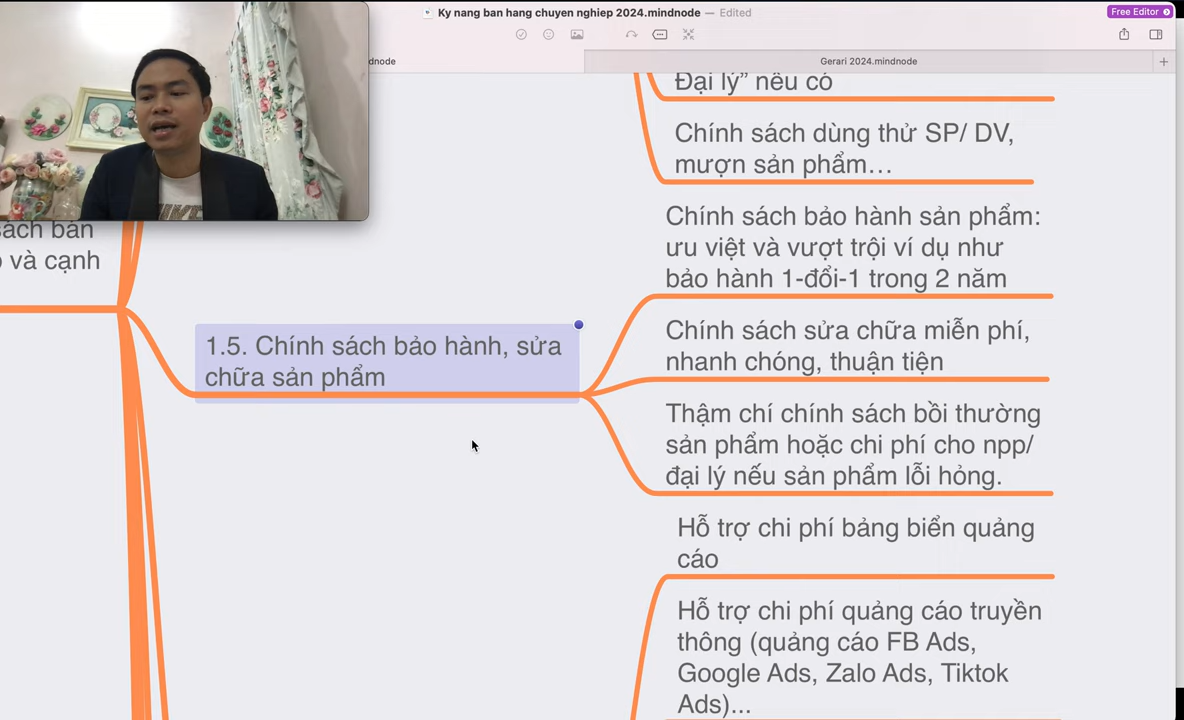 Ky nang ban hang chuyen nghiep 2024.mindnode — Edited
Free Editor
dnode
Gerari 2024.mindnode
Đại lý” nếu có
Chính sách dùng thử SP/ DV,
mượn sản phẩm…
Chính sách bảo hành sản phẩm:
ưu việt và vượt trội ví dụ như
bảo hành 1-đổi-1 trong 2 năm
ách bán
và cạnh
1.5. Chính sách bảo hành, sửa
chữa sản phẩm
Chính sách sửa chữa miễn phí,
nhanh chóng, thuận tiện
Thậm chí chính sách bồi thường
sản phẩm hoặc chi phí cho npp/
đại lý nếu sản phẩm lỗi hỏng.
Hỗ trợ chi phí bảng biển quảng
cáo
Hỗ trợ chi phí quảng cáo truyền
thông (quảng cáo FB Ads,
Google Ads, Zalo Ads, Tiktok
Ads)...